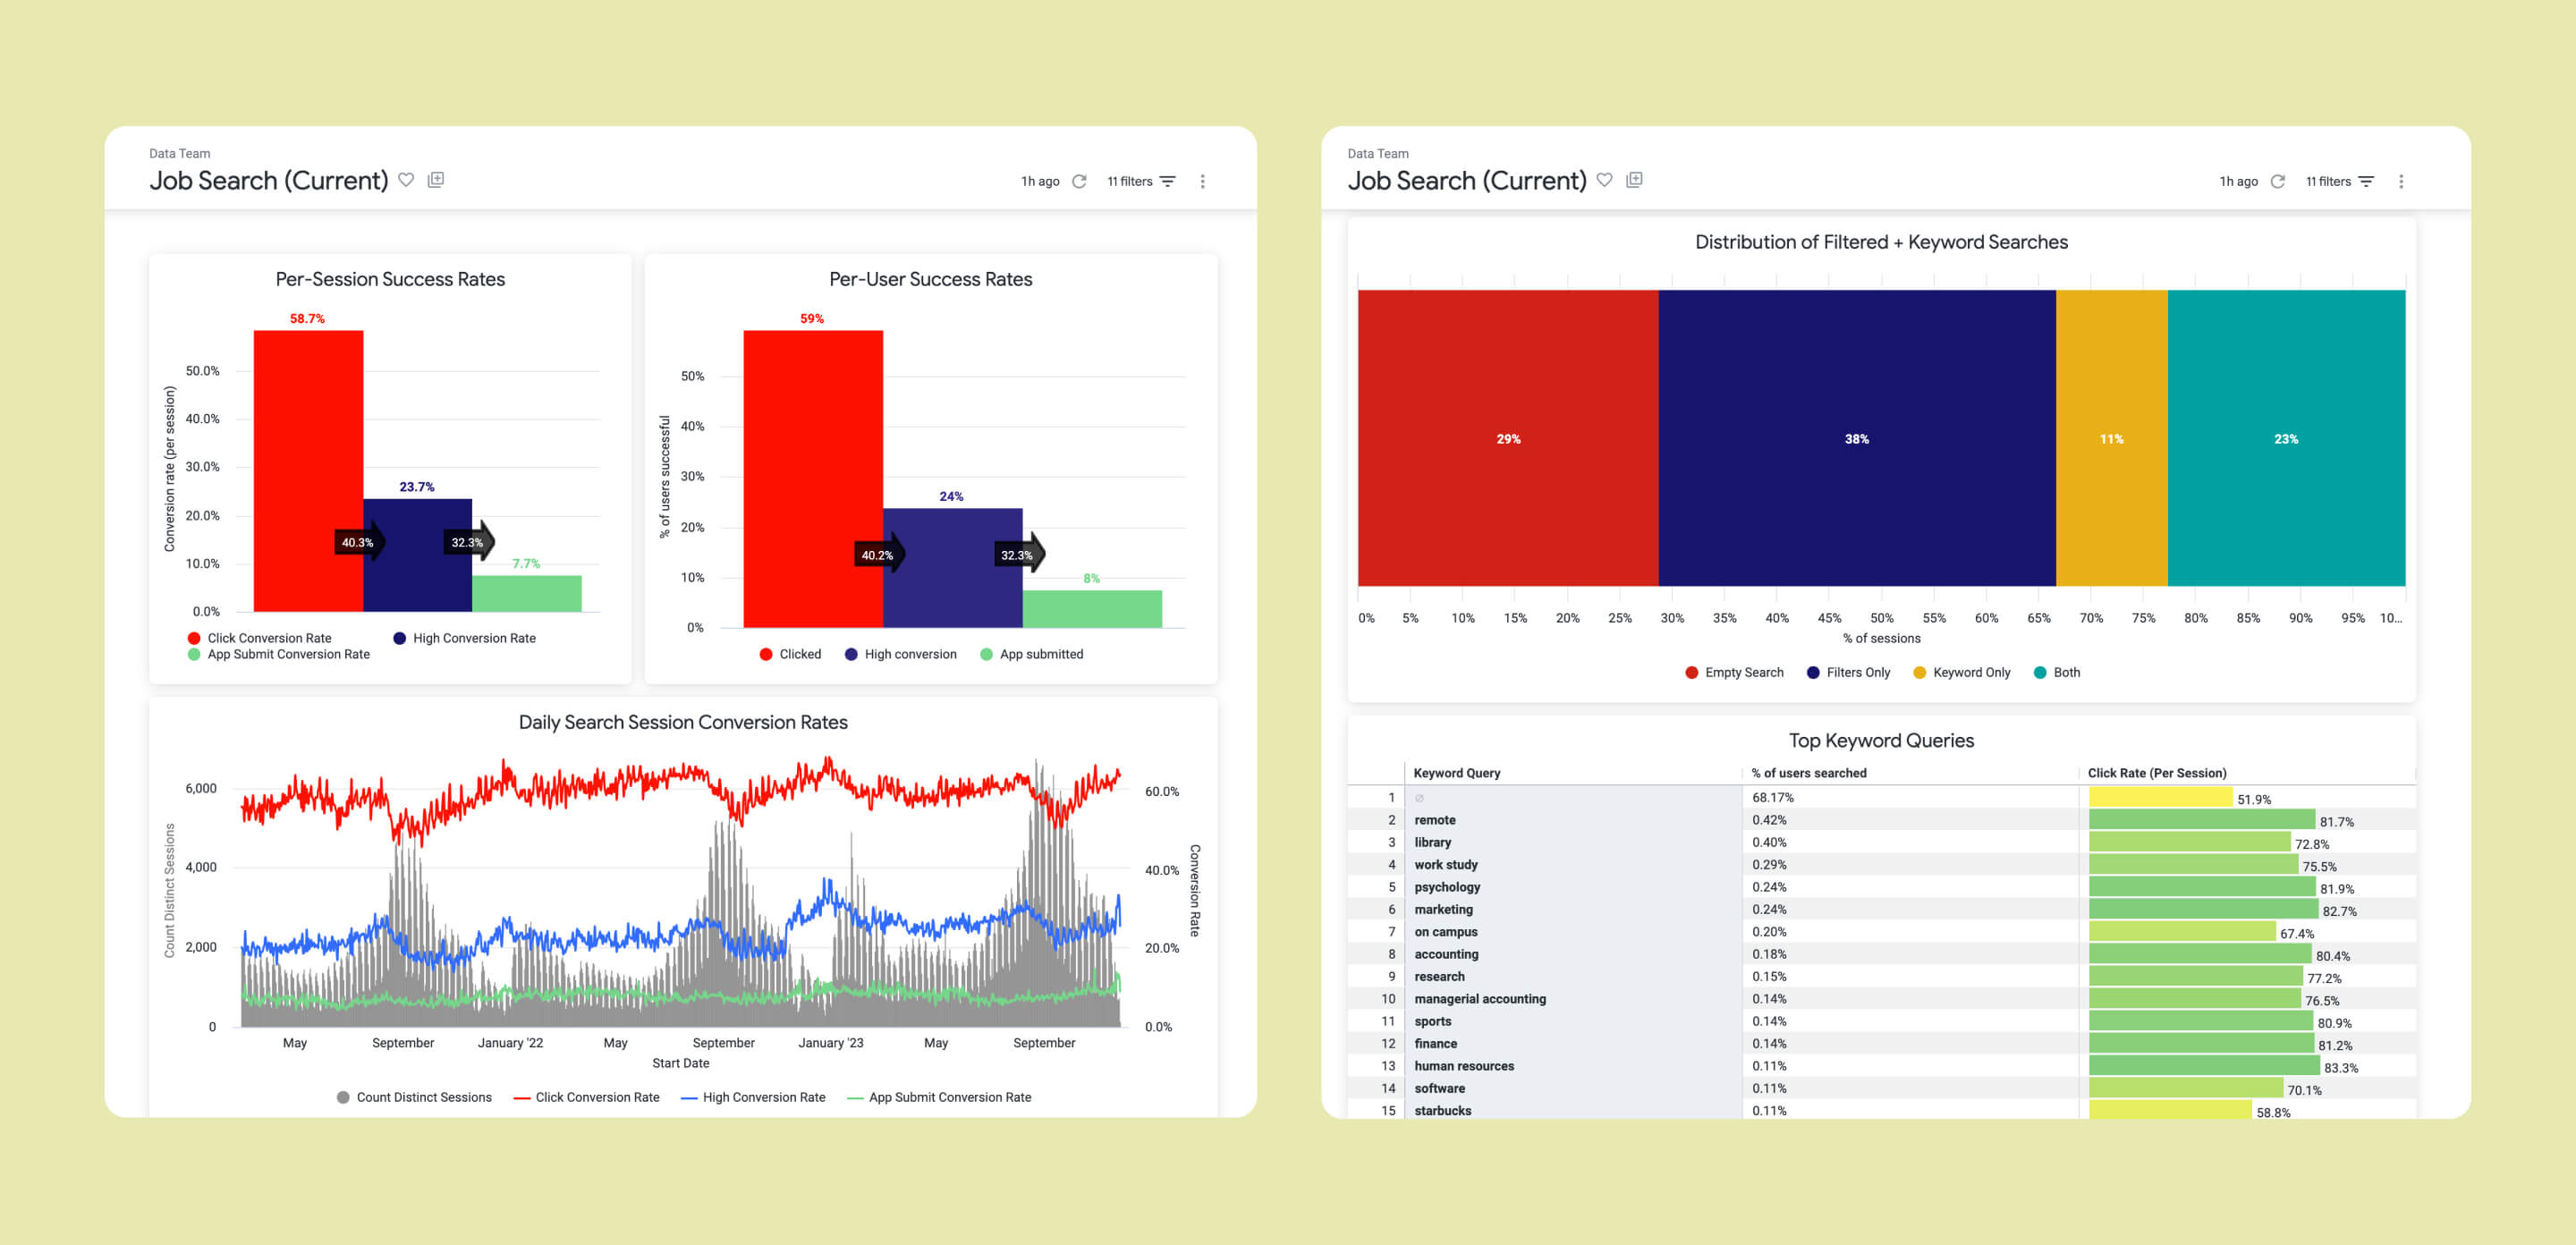 Data Team
Job Search (Current)
1h ago
11 filters
Per-Session Success Rates
58.7%
50.0%
40.0%
30.0%
23.7%
20.0%
40.3%
32.3%
10.0%
7.7%
0.0%
Conversion rate (per session)
Click Conversion Rate
High Conversion Rate
App Submit Conversion Rate
Per-User Success Rates
59%
50%
40%
30%
24%
20%
40.2%
32.3%
10%
8%
0%
% of users successful
Clicked
High conversion
App submitted
Daily Search Session Conversion Rates
6,000
4,000
2,000
0
Count Distinct Sessions
60.0%
40.0%
20.0%
0.0%
Conversion Rate
May
September
January '22
May
September
January '23
May
September
Start Date
Count Distinct Sessions
Click Conversion Rate
High Conversion Rate
App Submit Conversion Rate
Data Team
Job Search (Current)
1h ago
11 filters
Distribution of Filtered + Keyword Searches
29%
38%
11%
23%
0% 5% 10% 15% 20% 25% 30% 35% 40% 45% 50% 55% 60% 65% 70% 75% 80% 85% 90% 95% 10...
% of sessions
Empty Search
Filters Only
Keyword Only
Both
Top Keyword Queries
Keyword Query % of users searched Click Rate (Per Session)
1 ∅ 68.17% 51.9%
2 remote 0.42% 81.7%
3 library 0.40% 72.8%
4 work study 0.29% 75.5%
5 psychology 0.24% 81.9%
6 marketing 0.24% 82.7%
7 on campus 0.20% 67.4%
8 accounting 0.18% 80.4%
9 research 0.15% 77.2%
10 managerial accounting 0.14% 76.5%
11 sports 0.14% 80.9%
12 finance 0.14% 81.2%
13 human resources 0.11% 83.3%
14 software 0.11% 70.1%
15 starbucks 0.11% 58.8%